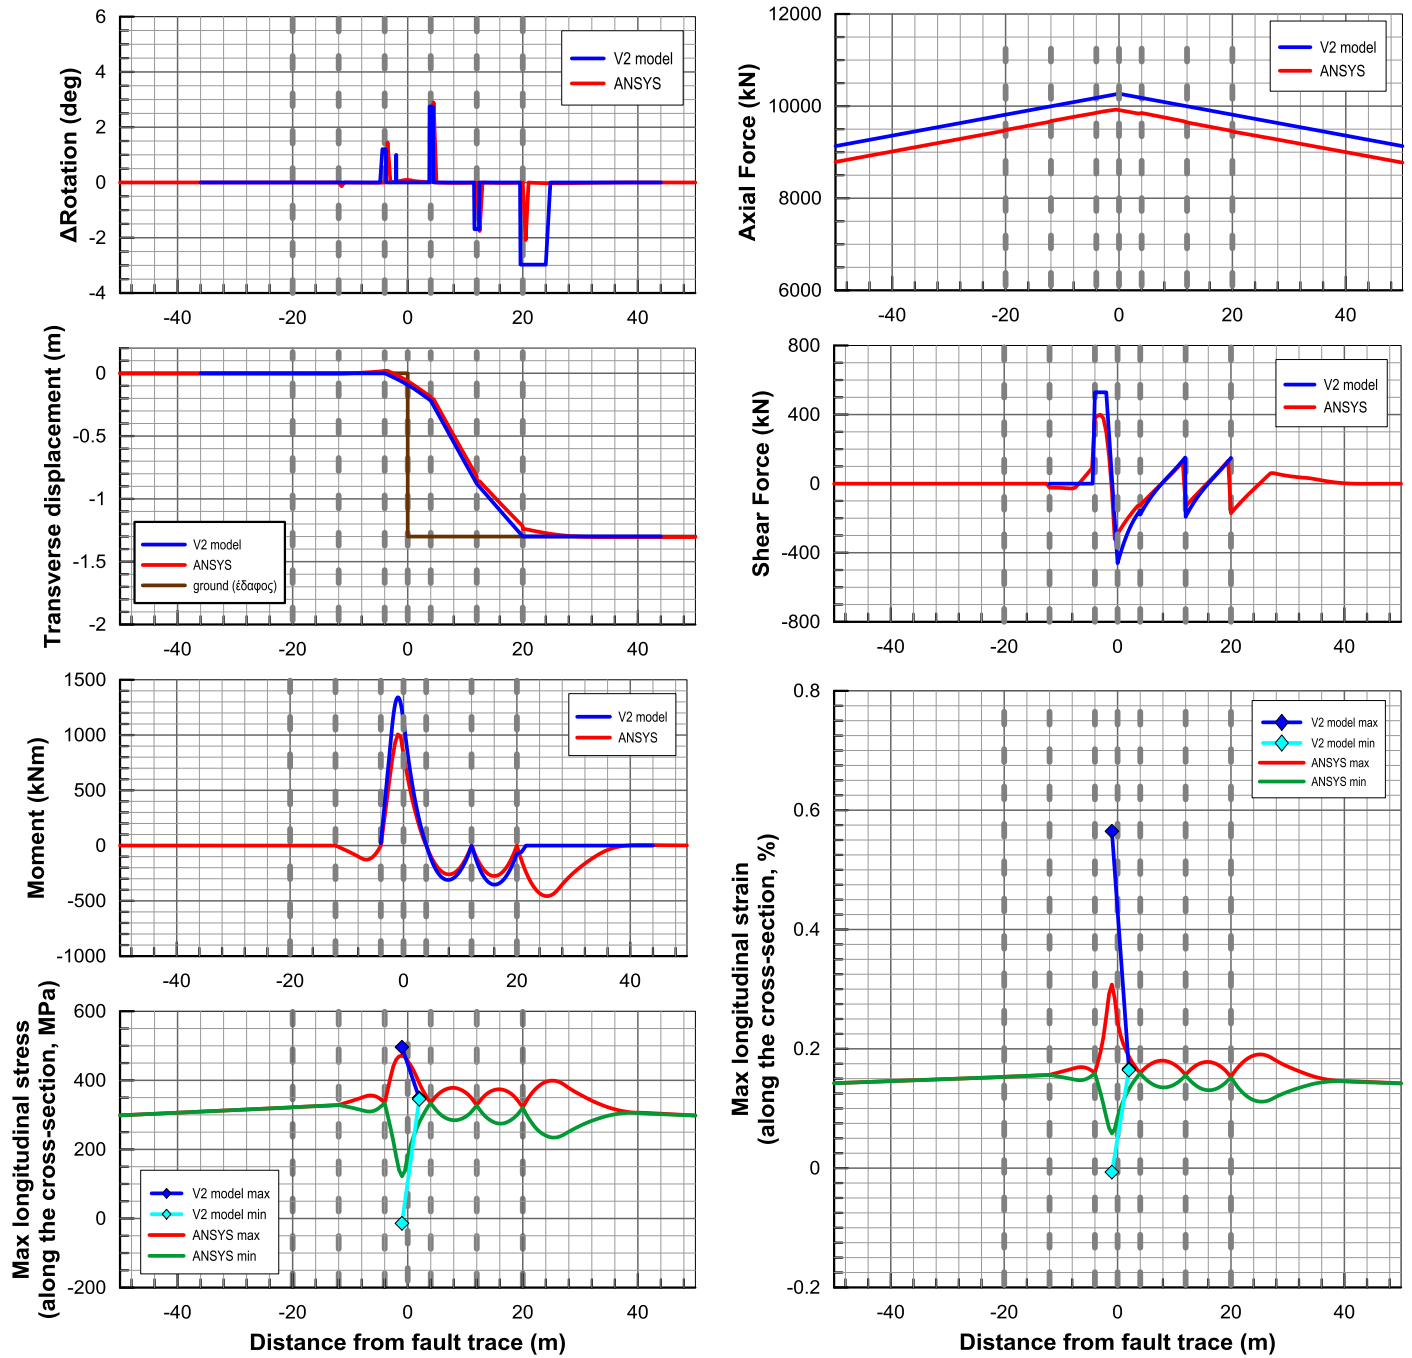 ΔRotation (deg)
6
4
2
0
-2
-4
-40
-20
0
20
40
V2 model
ANSYS
Axial Force (kN)
12000
10000
8000
6000
-40
-20
0
20
40
V2 model
ANSYS
Transverse displacement (m)
0
-0.5
-1
-1.5
-2
-40
-20
0
20
40
V2 model
ANSYS
ground (έδαφος)
Shear Force (kN)
800
400
0
-400
-800
-40
-20
0
20
40
V2 model
ANSYS
Moment (kNm)
1500
1000
500
0
-500
-1000
-40
-20
0
20
40
V2 model
ANSYS
Max longitudinal stress
(along the cross-section, MPa)
600
400
200
0
-200
-40
-20
0
20
40
V2 model max
V2 model min
ANSYS max
ANSYS min
Distance from fault trace (m)
Max longitudinal strain
(along the cross-section, %)
0.8
0.6
0.4
0.2
0
-0.2
-40
-20
0
20
40
V2 model max
V2 model min
ANSYS max
ANSYS min
Distance from fault trace (m)